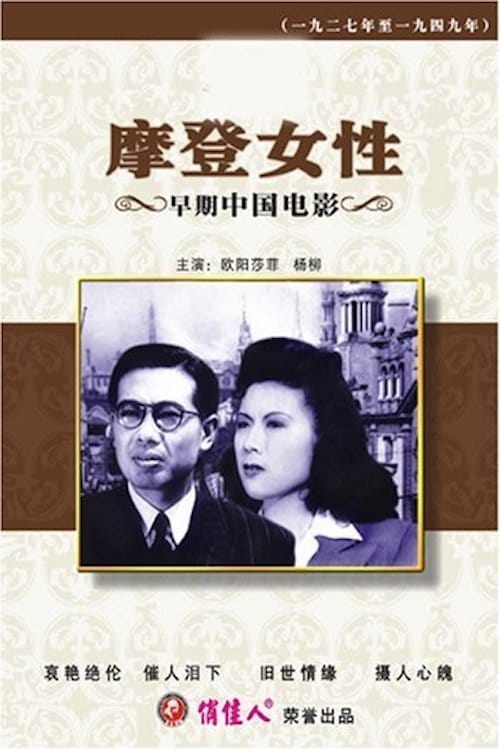 (一九二七年至一九四九年)
摩登女性
早期中国电影
主演:欧阳莎菲 杨柳
哀艳绝伦 催人泪下 旧世情缘 摄人心魄
俏佳人® 荣誉出品